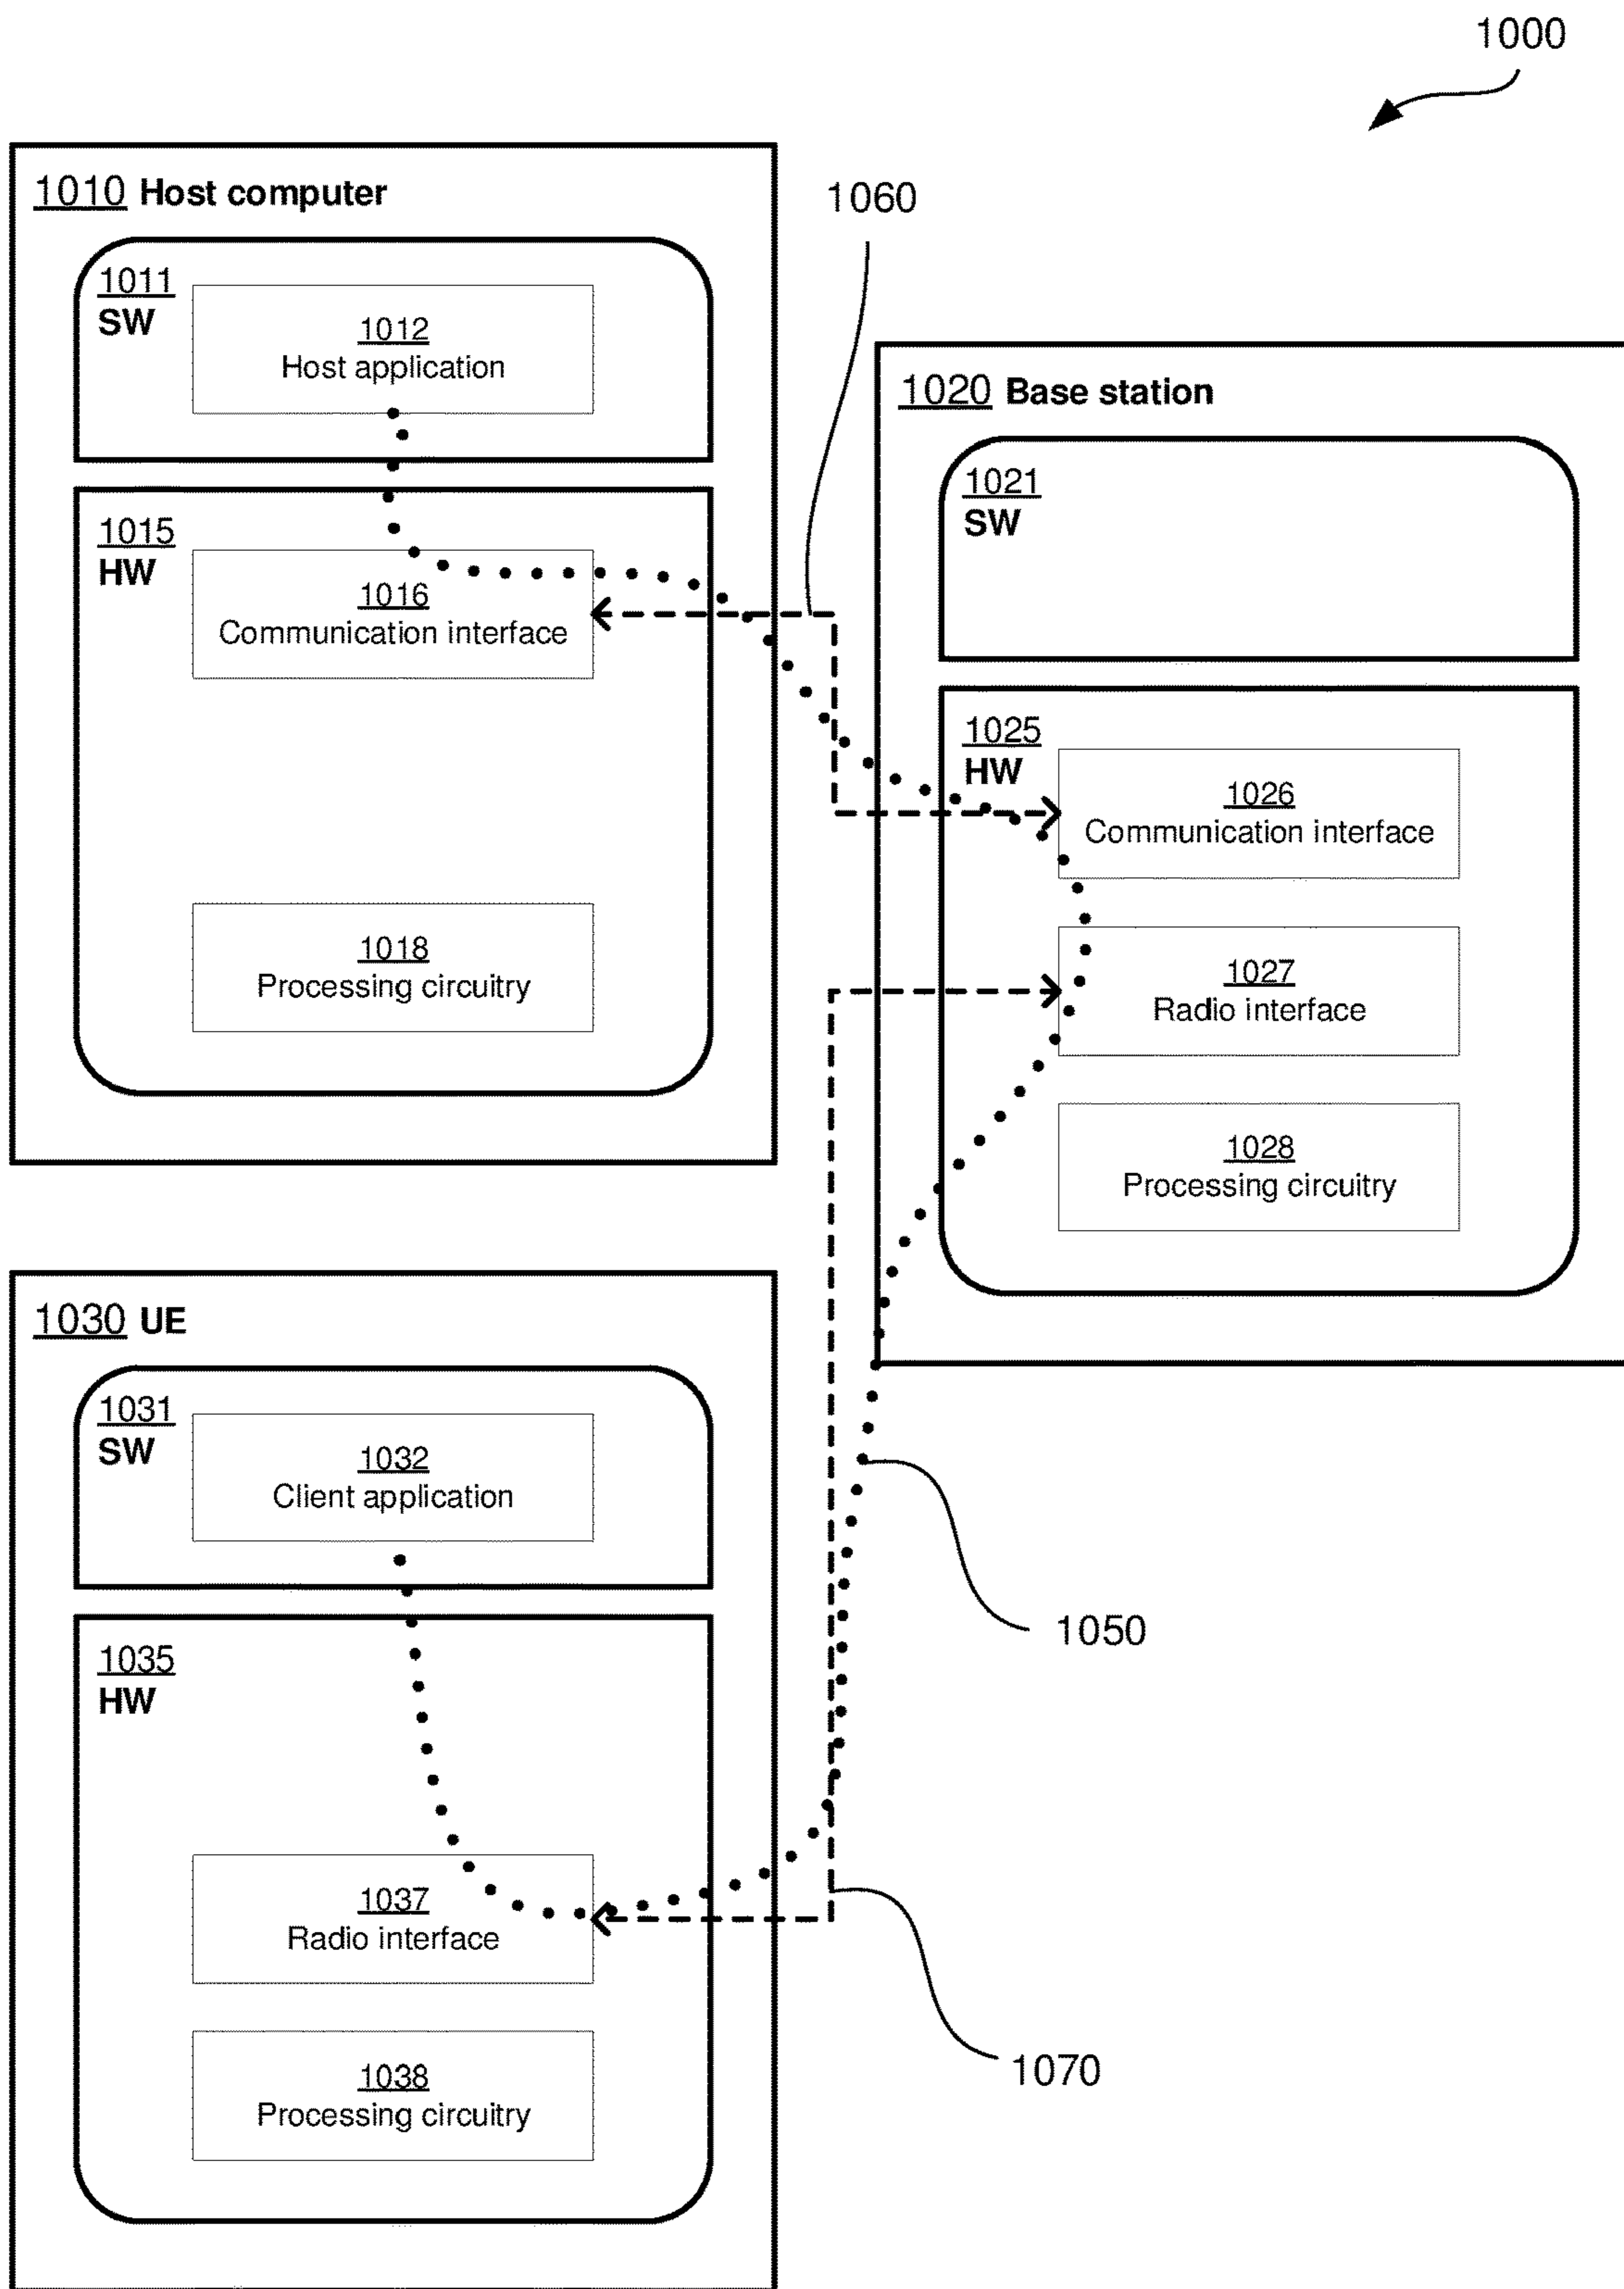 1000
1010 Host computer
1011
SW
1012
Host application
1015
HW
1016
Communication interface
1018
Processing circuitry
1060
1020 Base station
1021
SW
1025
HW
1026
Communication interface
1027
Radio interface
1028
Processing circuitry
1030 UE
1031
SW
1032
Client application
1035
HW
1037
Radio interface
1038
Processing circuitry
1050
1070